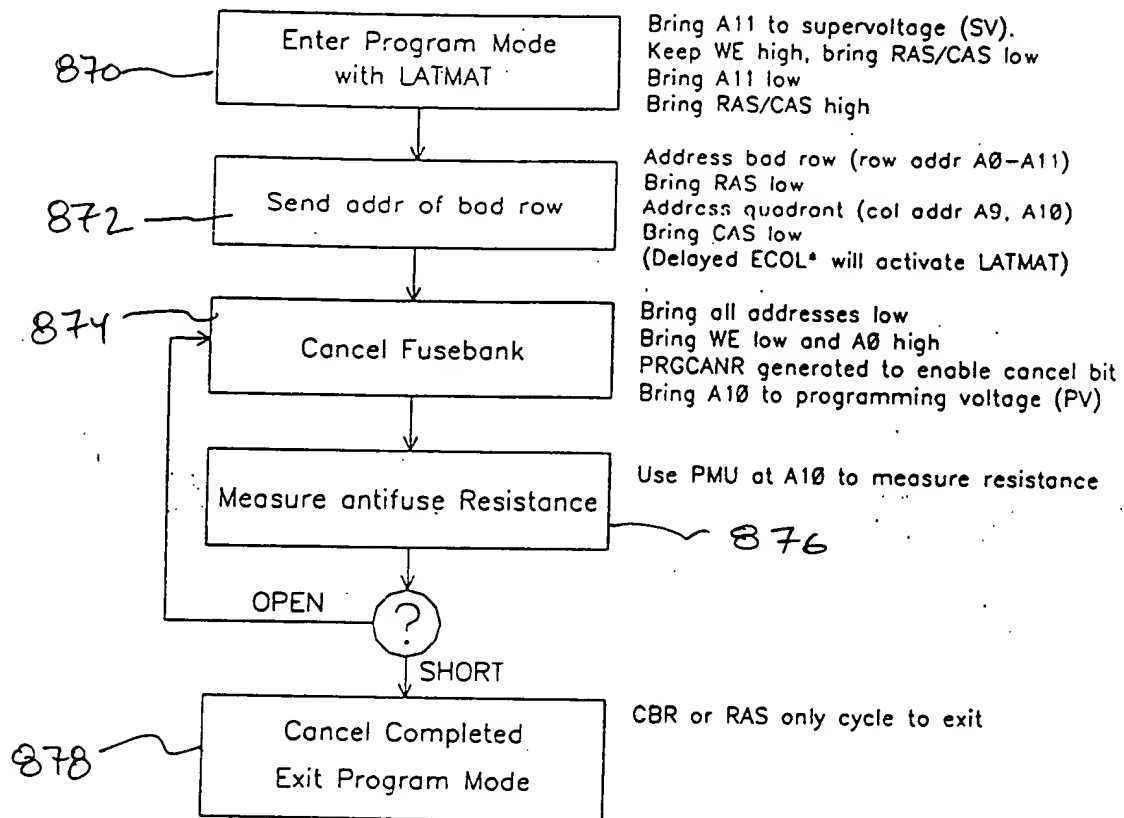 870
Enter Program Mode
with LATMAT
Bring A11 to supervoltage (SV).
Keep WE high, bring RAS/CAS low
Bring A11 low
Bring RAS/CAS high
872
Send addr of bad row
Address bad row (row addr A0-A11)
Bring RAS low
Address quadrant (col addr A9, A10)
Bring CAS low
(Delayed ECOL* will activate LATMAT)
874
Cancel Fusebank
Bring all addresses low
Bring WE low and A0 high
PRGCANR generated to enable cancel bit
Bring A10 to programming voltage (PV)
Measure antifuse Resistance
Use PMU at A10 to measure resistance
876
OPEN
?
SHORT
878
Cancel Completed
Exit Program Mode
CBR or RAS only cycle to exit